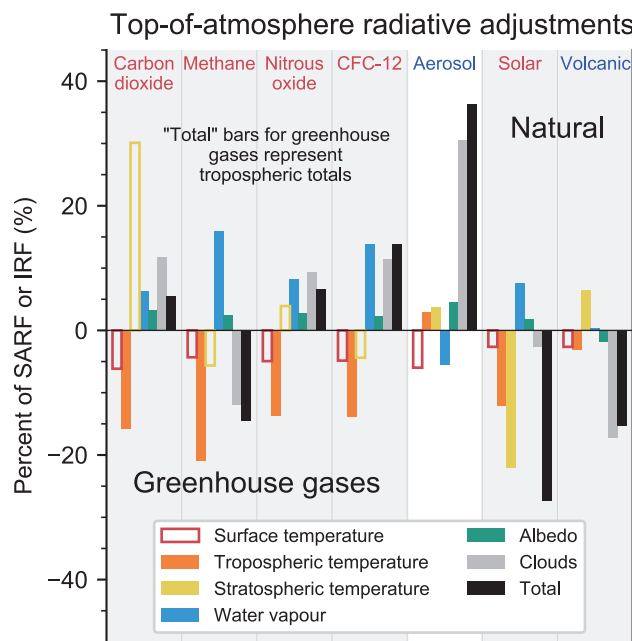 Top-of-atmosphere radiative adjustments
Carbon dioxide
Methane
Nitrous oxide
CFC-12
Aerosol
Solar
Volcanic
40
20
0
−20
−40
Percent of SARF or IRF (%)
"Total" bars for greenhouse
gases represent
tropospheric totals
Natural
Greenhouse gases
Surface temperature
Tropospheric temperature
Stratospheric temperature
Water vapour
Albedo
Clouds
Total